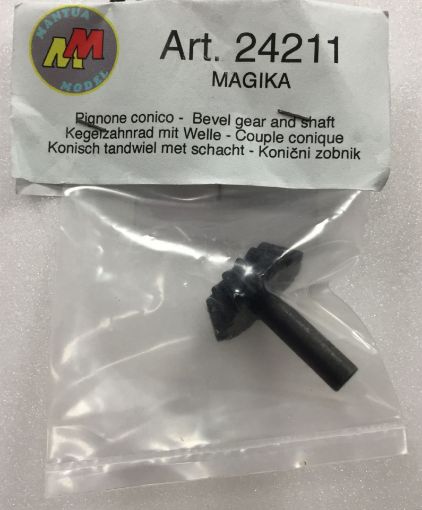 MANTUA
MM
MODEL
Art. 24211
MAGIKA
Pignone conico - Bevel gear and shaft
Kegelzahnrad mit Welle - Couple conique
Konisch tandwiel met schacht - Konični zobnik